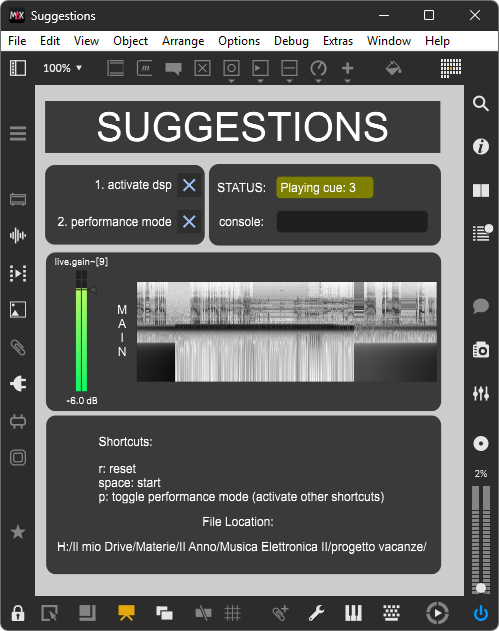 Suggestions
File Edit View Object Arrange Options Debug Extras Window Help
100%
SUGGESTIONS
1. activate dsp
2. performance mode
STATUS: Playing cue: 3
console:
live.gain~[9]
MAIN
-6.0 dB
Shortcuts:
r: reset
space: start
p: toggle performance mode (activate other shortcuts)
File Location:
H:/Il mio Drive/Materie/II Anno/Musica Elettronica II/progetto vacanze/
2%